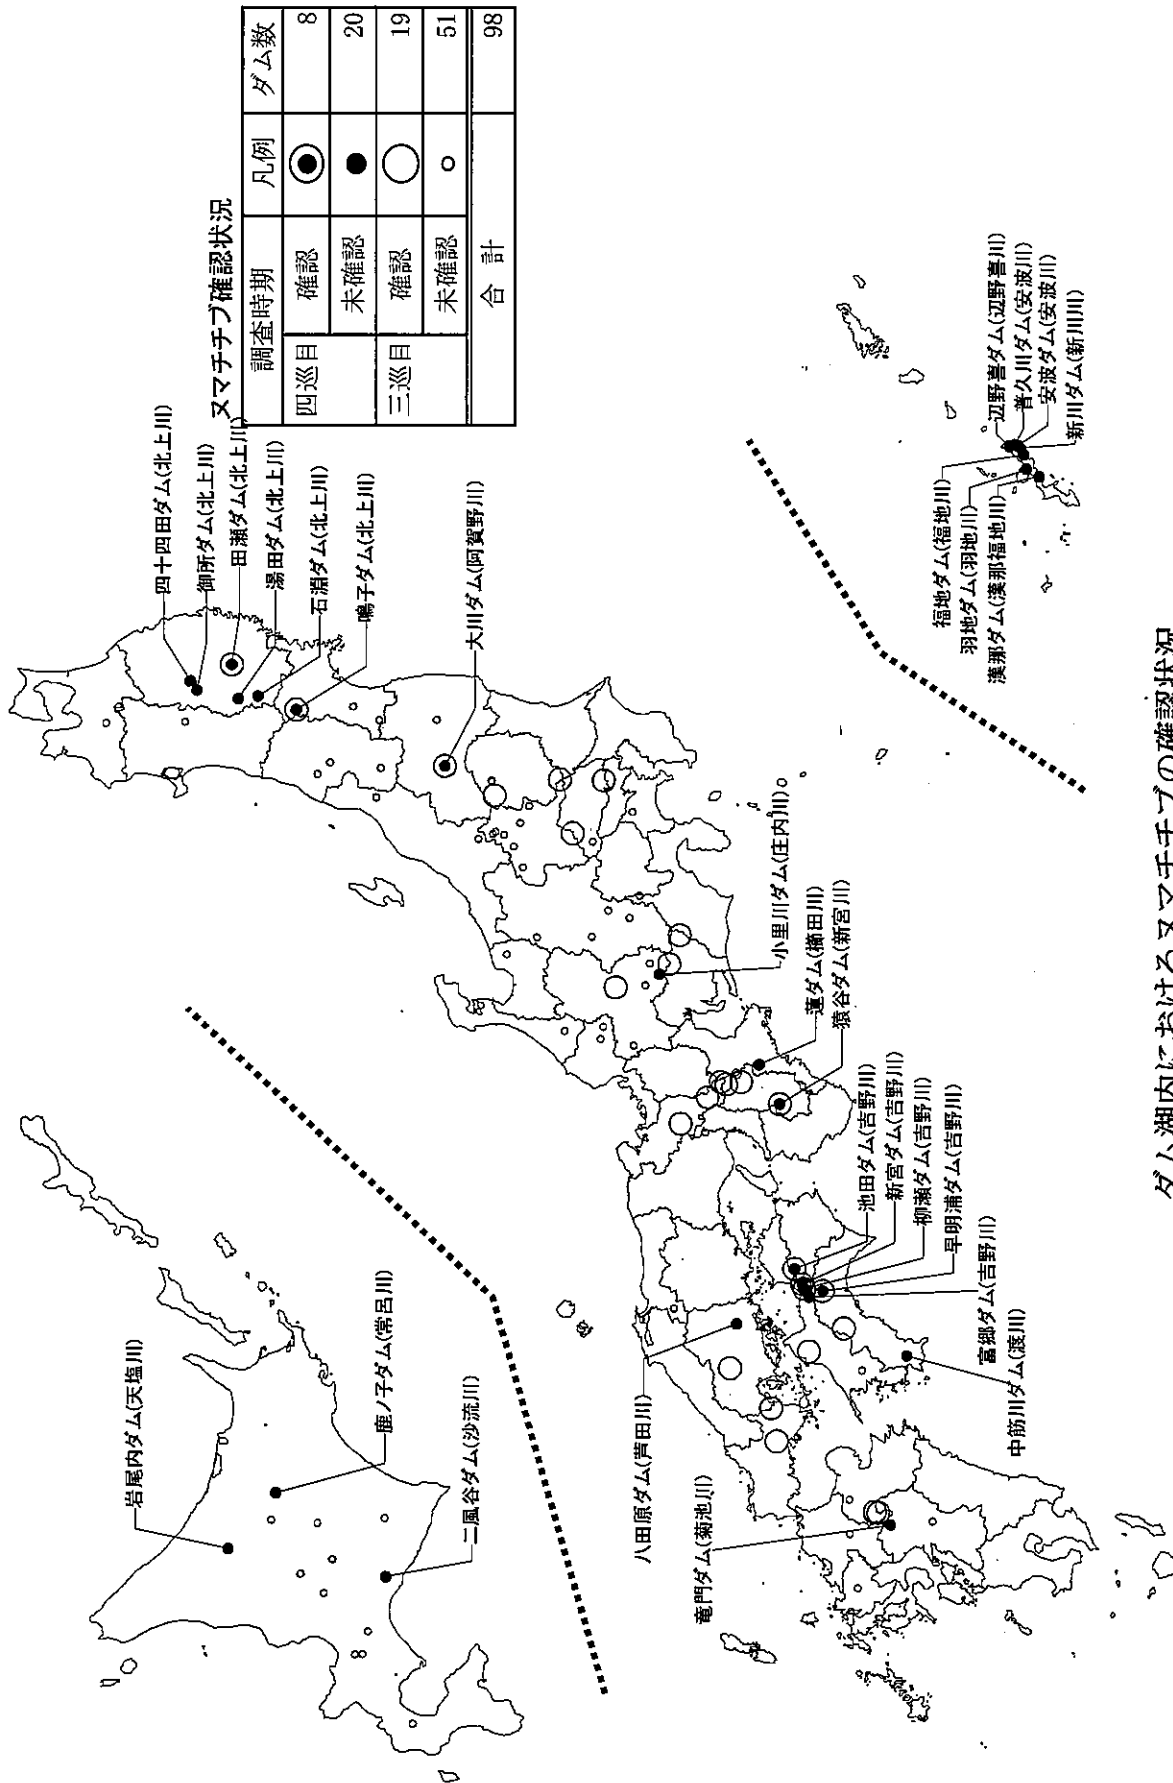 ヌマチチブ確認状況
調査時期 凡例 ダム数
四巡目 確認 8
未確認 20
三巡目 確認 19
未確認 51
合 計 98
四十四田ダム(北上川)
御所ダム(北上川)
田瀬ダム(北上川)
湯田ダム(北上川)
石淵ダム(北上川)
鳴子ダム(北上川)
大川ダム(阿賀野川)
岩尾内ダム(天塩川)
鹿ノ子ダム(常呂川)
二風谷ダム(沙流川)
小里川ダム(庄内川)
蓮ダム(櫛田川)
猿谷ダム(新宮川)
池田ダム(吉野川)
新宮ダム(吉野川)
柳瀬ダム(吉野川)
早明浦ダム(吉野川)
富郷ダム(吉野川)
中筋川ダム(渡川)
八田原ダム(芦田川)
竜門ダム(菊池川)
辺野喜ダム(辺野喜川)
普久川ダム(安波川)
安波ダム(安波川)
新川ダム(新川川)
福地ダム(福地川)
羽地ダム(羽地川)
漢那ダム(漢那福地川)
ダム湖内におけるヌマチチブの確認状況